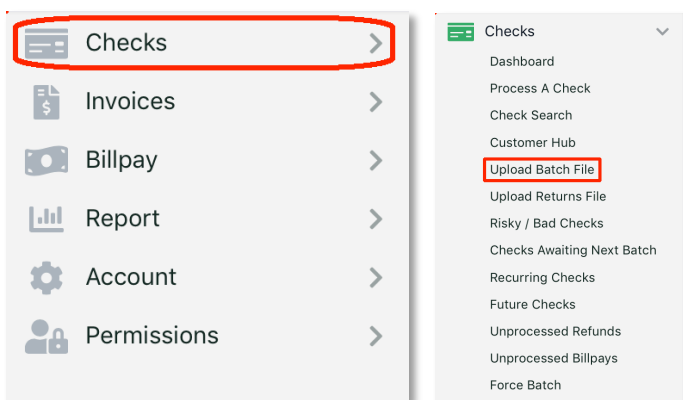 Checks
Invoices
Billpay
Report
Account
Permissions
Checks
Dashboard
Process A Check
Check Search
Customer Hub
Upload Batch File
Upload Returns File
Risky / Bad Checks
Checks Awaiting Next Batch
Recurring Checks
Future Checks
Unprocessed Refunds
Unprocessed Billpays
Force Batch